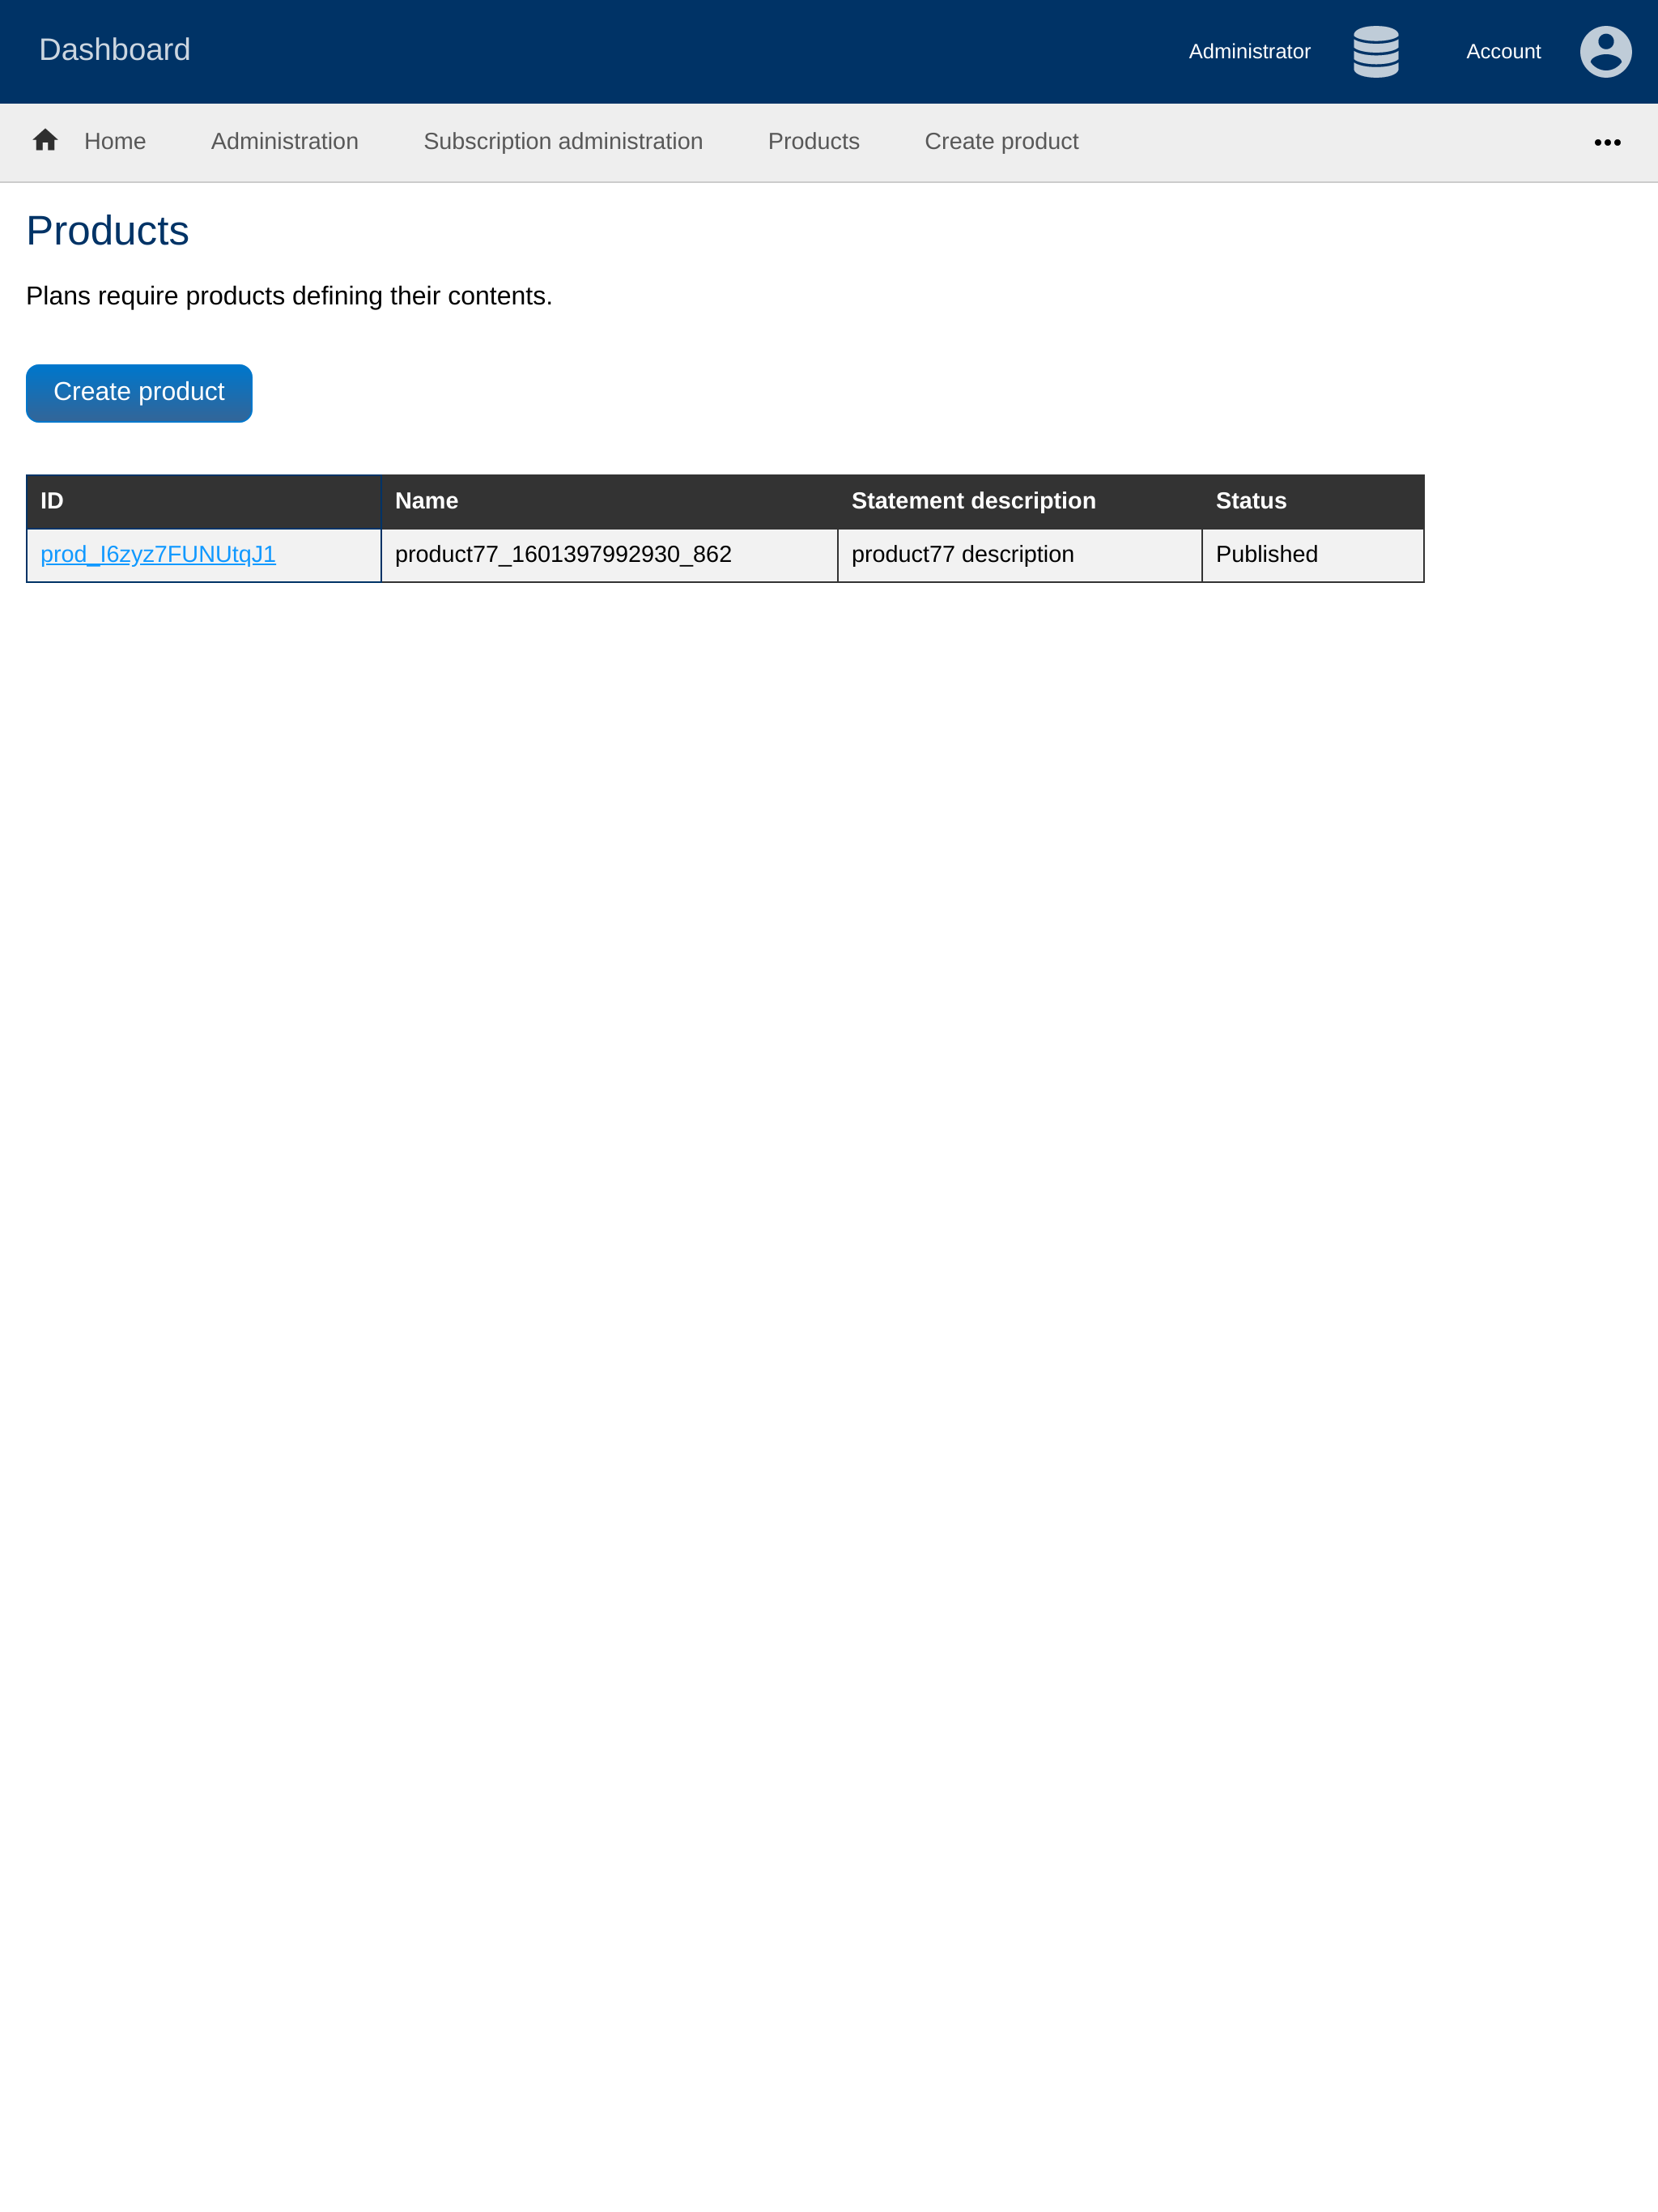 Dashboard
Administrator
Account
Home
Administration
Subscription administration
Products
Create product
Products
Plans require products defining their contents.
Create product
ID
Name
Statement description
Status
prod_I6zyz7FUNUtqJ1
product77_1601397992930_862
product77 description
Published